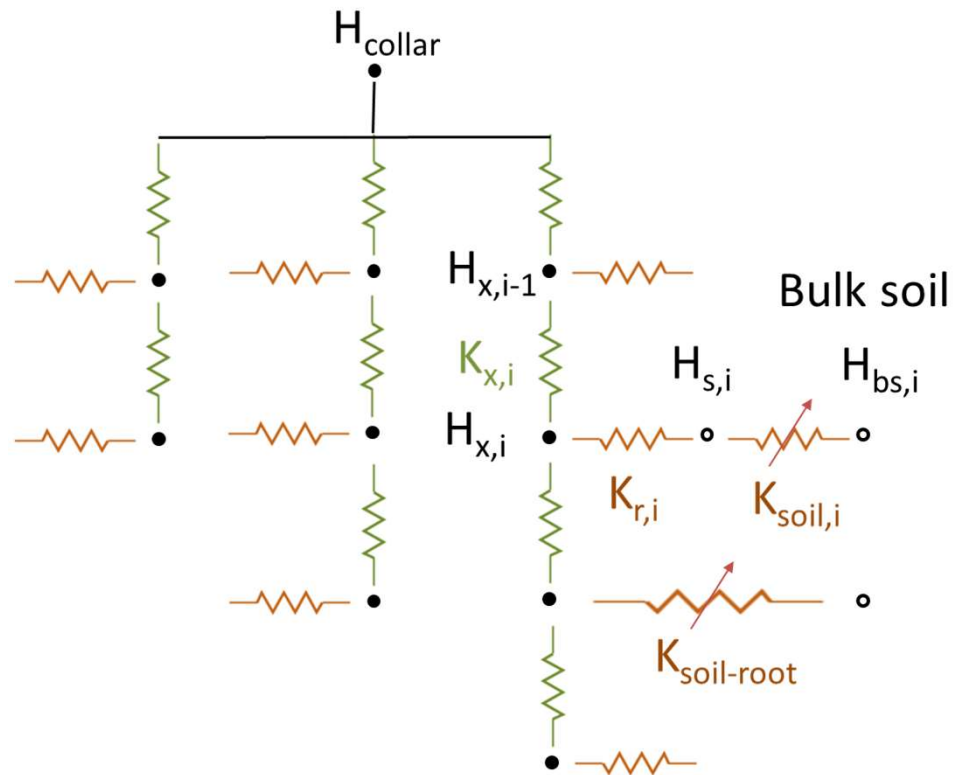 H_collar
H_x,i-1
Bulk soil
K_x,i
H_s,i
H_bs,i
H_x,i
K_r,i
K_soil,i
K_soil-root